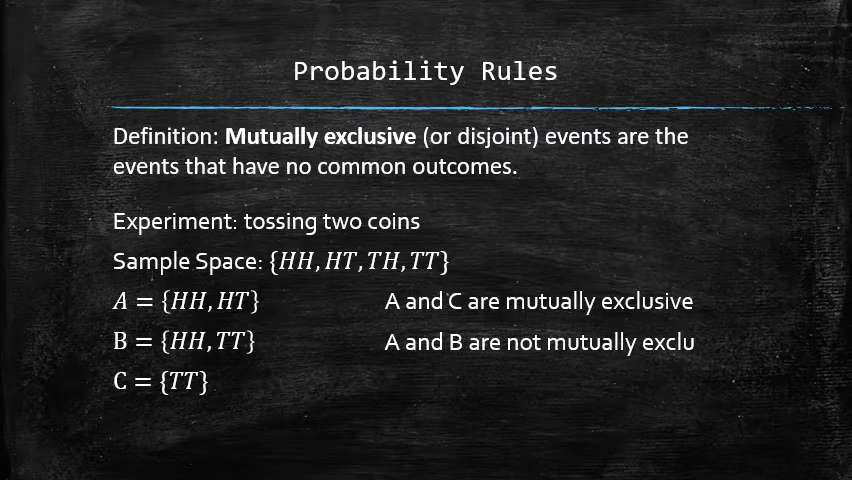 Probability Rules
Definition: Mutually exclusive (or disjoint) events are the
events that have no common outcomes.
Experiment: tossing two coins
Sample Space: {HH, HT, TH, TT}
A = {HH, HT}
A and C are mutually exclusive
B = {HH, TT}
A and B are not mutually exclu
C = {TT}